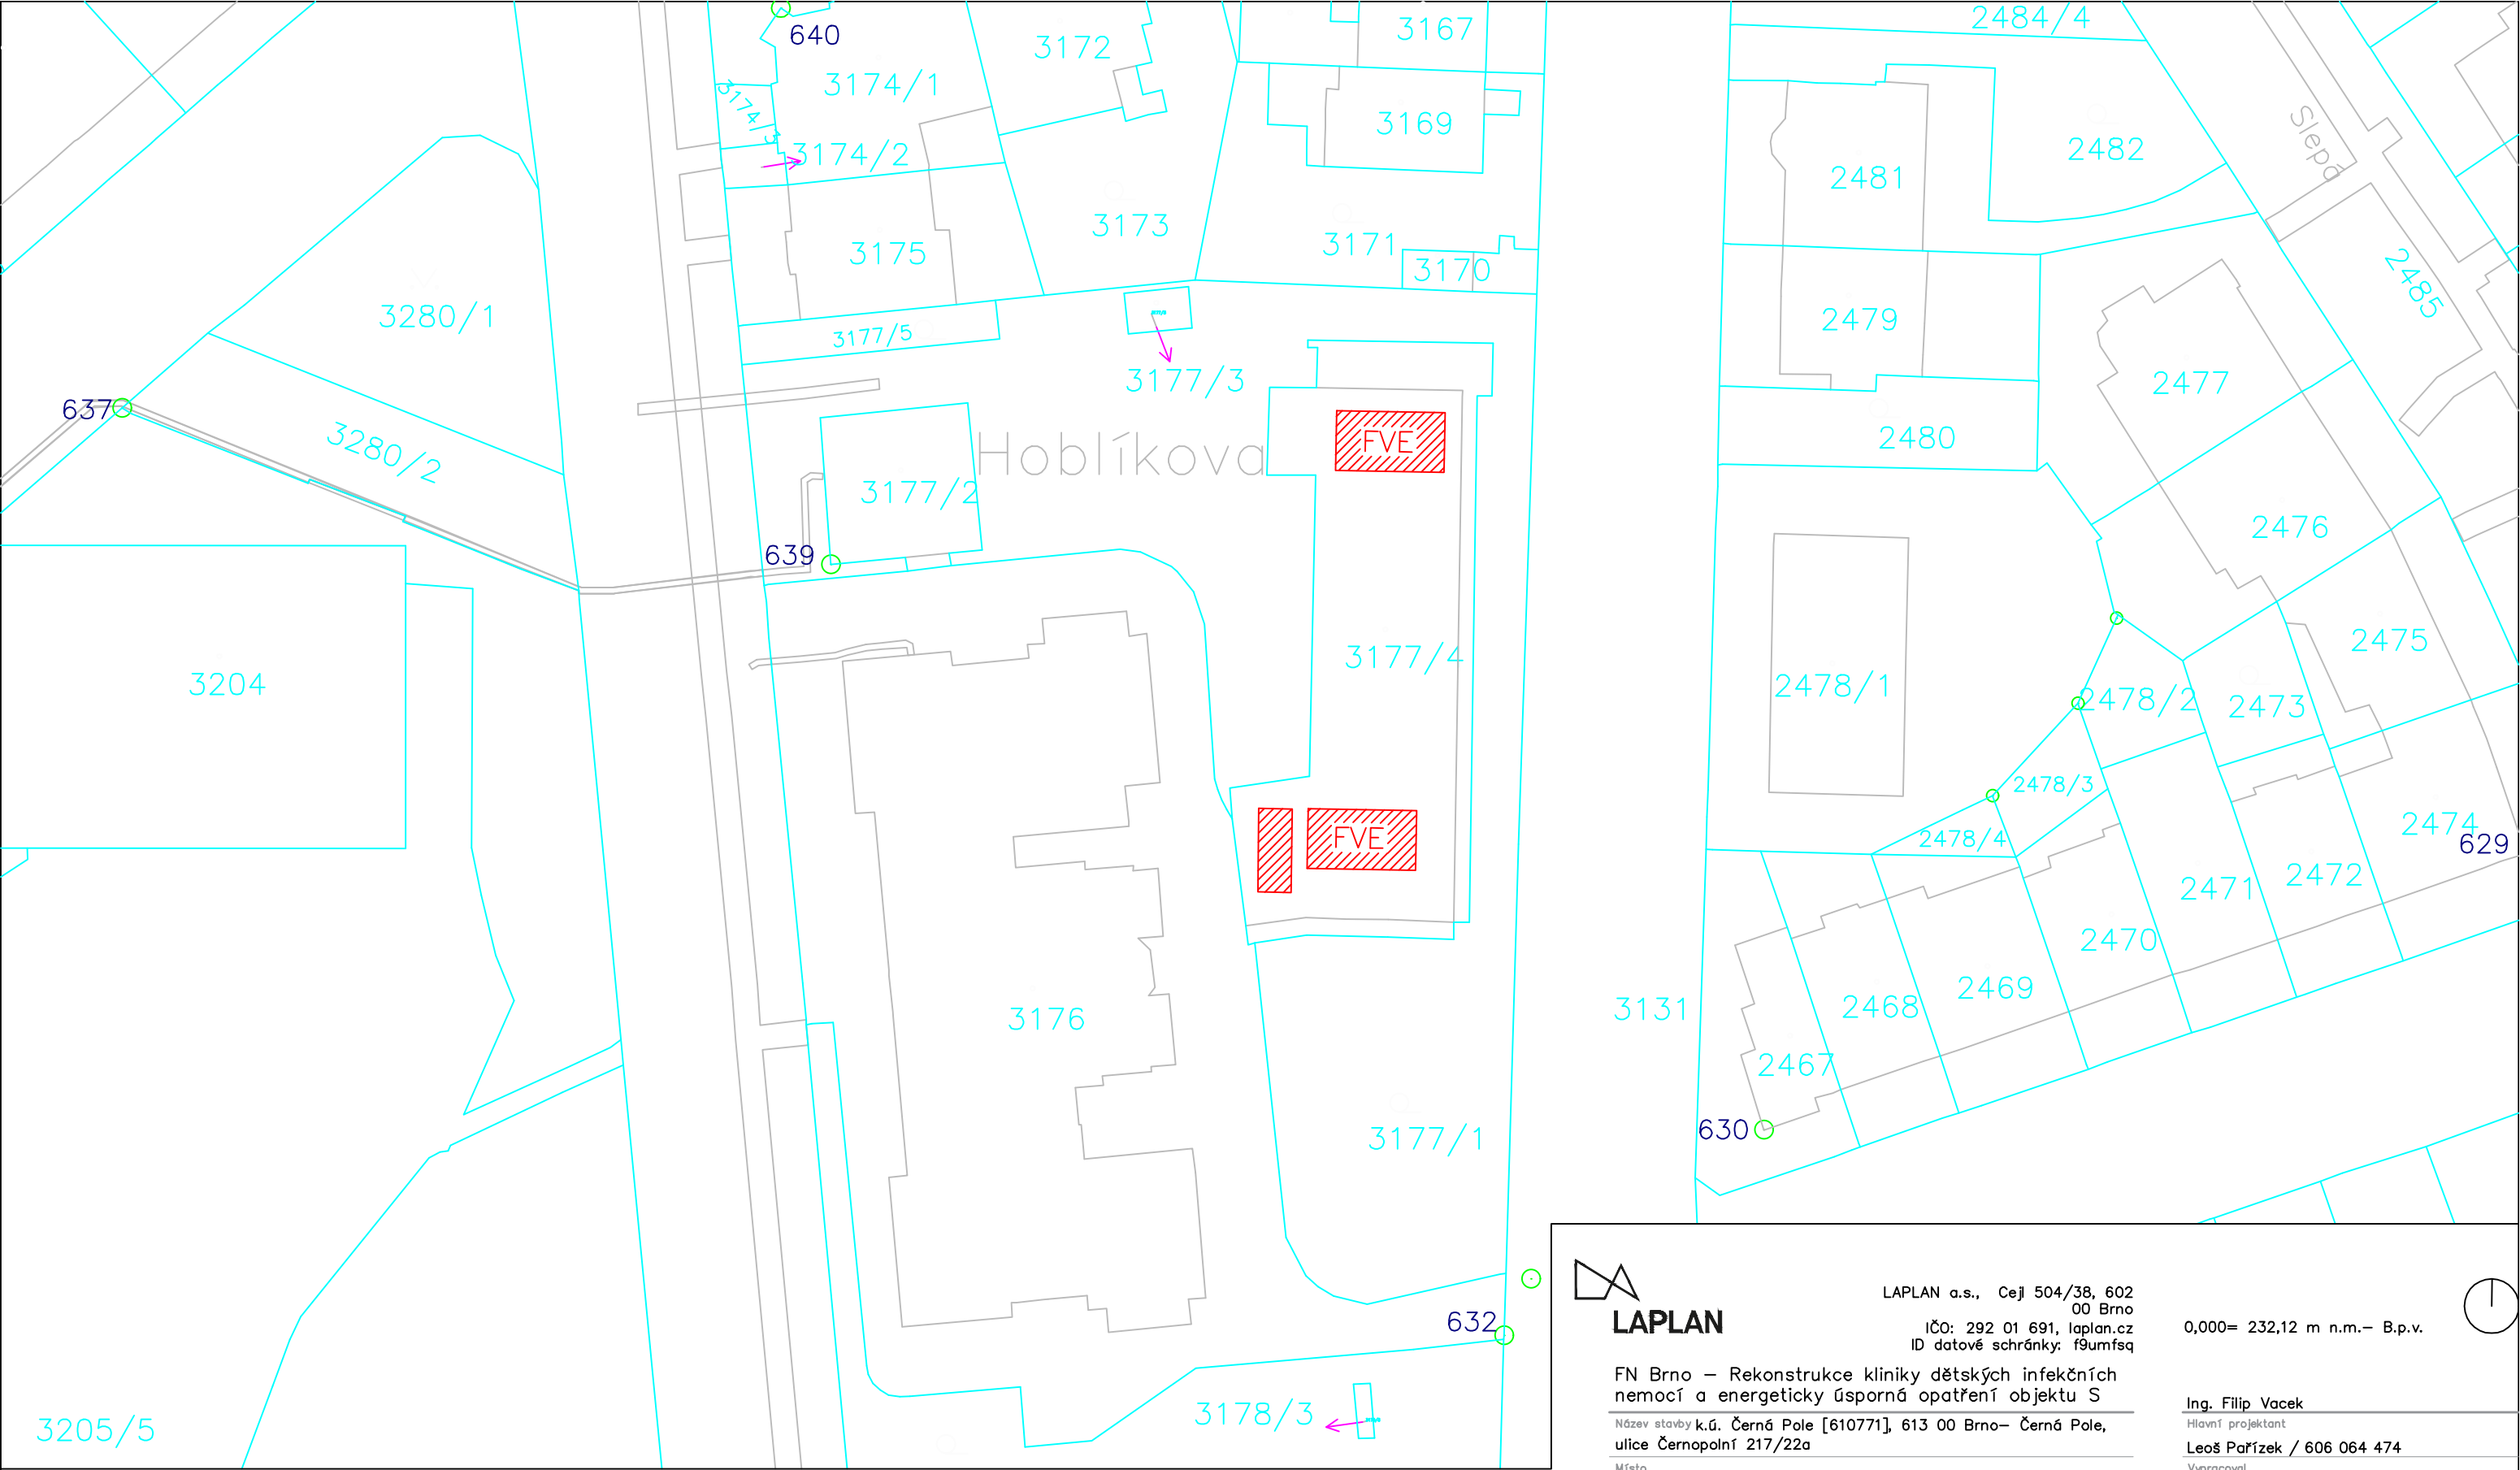 640
3174/1
3172
3167
2484/4
3174/3
3174/2
3169
2481
2482
Slepá
3175
3173
3171
3170
2479
2485
3280/1
3177/5
3177/3
2477
637
3280/2
Hoblíkova
FVE
2480
3177/2
639
2476
3204
3177/4
2478/1
2478/2
2473
2475
2478/3
FVE
2478/4
2474
629
2472
2471
2470
2469
2468
3131
3176
2467
630
3177/1
632
3178/3
3205/5
LAPLAN
LAPLAN a.s., Cejl 504/38, 602
00 Brno
IČO: 292 01 691, laplan.cz
ID datové schránky: f9umfsq
0,000= 232,12 m n.m.– B.p.v.
FN Brno – Rekonstrukce kliniky dětských infekčních
nemocí a energeticky úsporná opatření objektu S
Název stavby k.ú. Černá Pole [610771], 613 00 Brno– Černá Pole,
ulice Černopolní 217/22a
Místo
Ing. Filip Vacek
Hlavní projektant
Leoš Pařízek / 606 064 474
Vypracoval